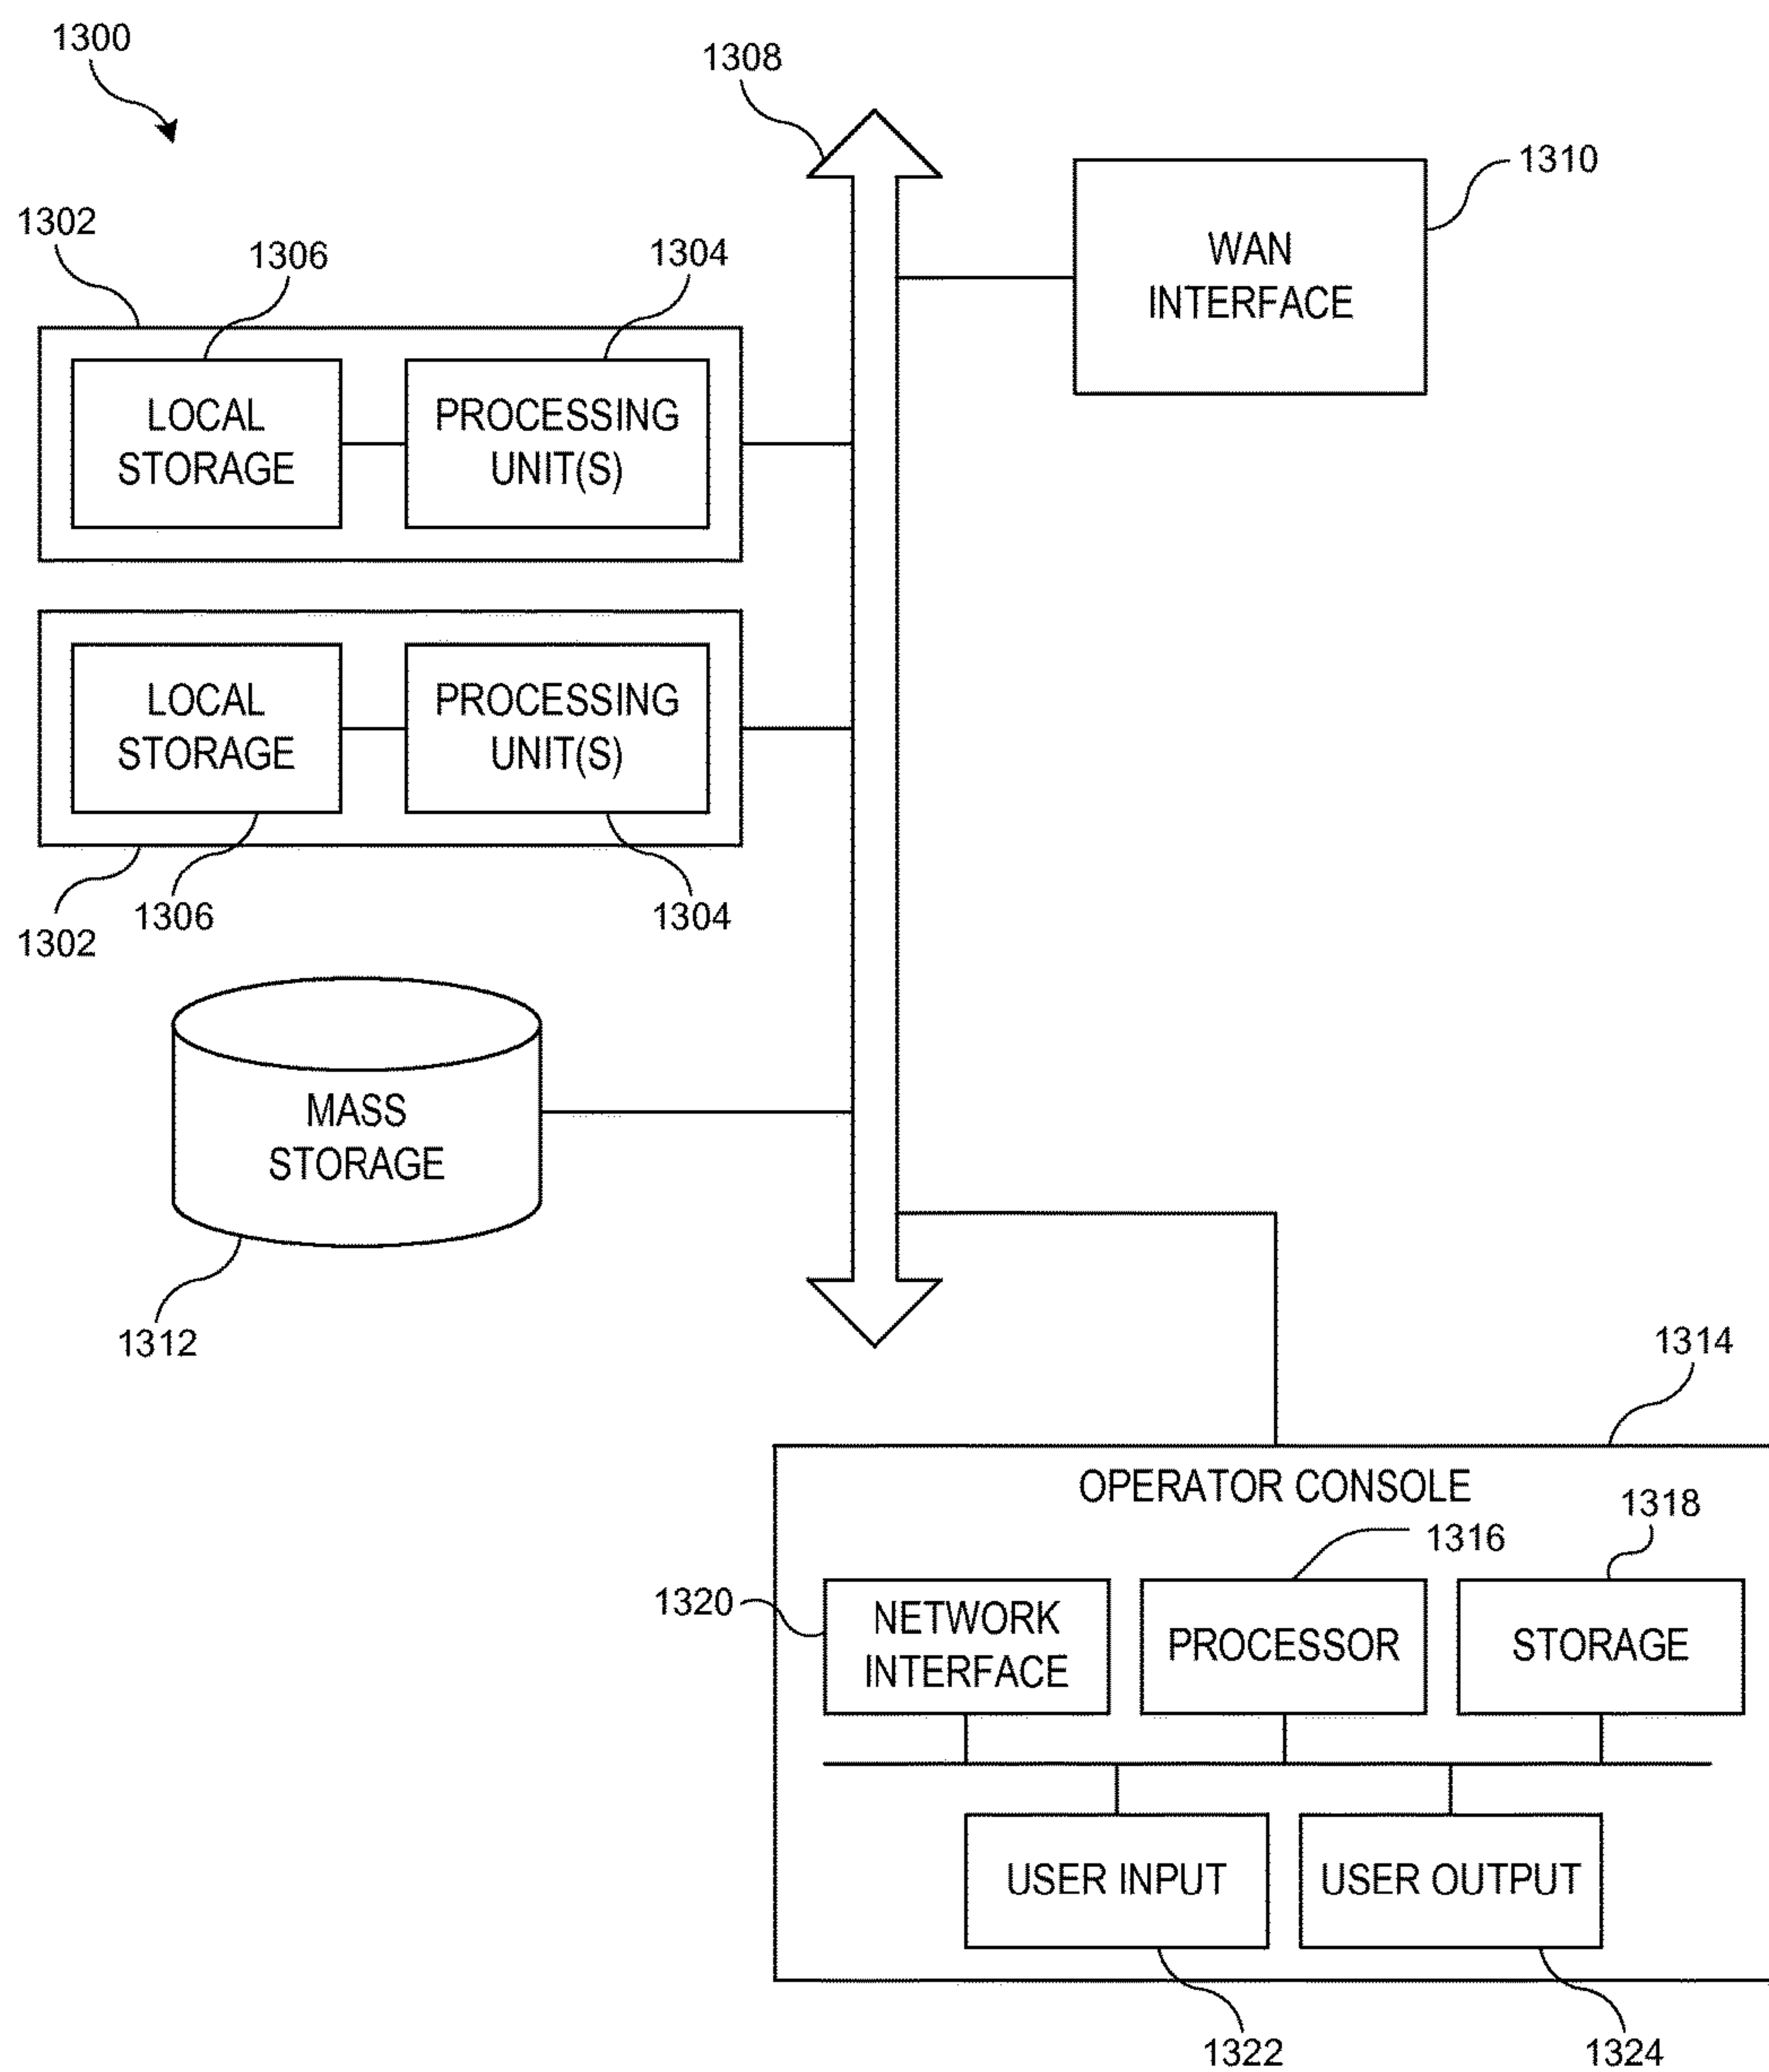 1300
1308
1310
WAN
INTERFACE
1302
1306
1304
LOCAL
STORAGE
PROCESSING
UNIT(S)
LOCAL
STORAGE
PROCESSING
UNIT(S)
1302
1306
1304
MASS
STORAGE
1312
1314
OPERATOR CONSOLE
1318
1316
1320
NETWORK
INTERFACE
PROCESSOR
STORAGE
USER INPUT
USER OUTPUT
1322
1324